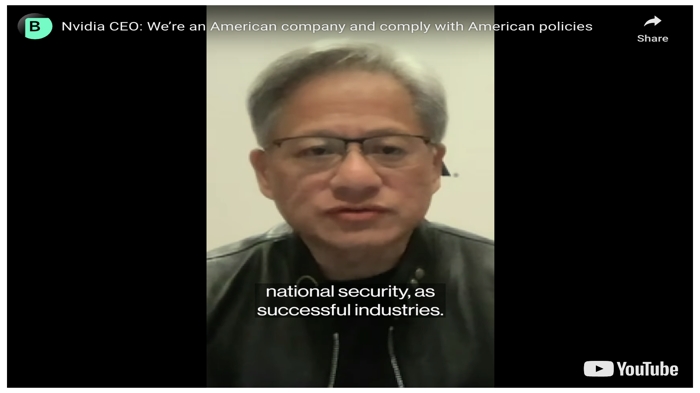 B
Nvidia CEO: We're an American company and comply with American policies
Share
national security, as
successful industries.
YouTube